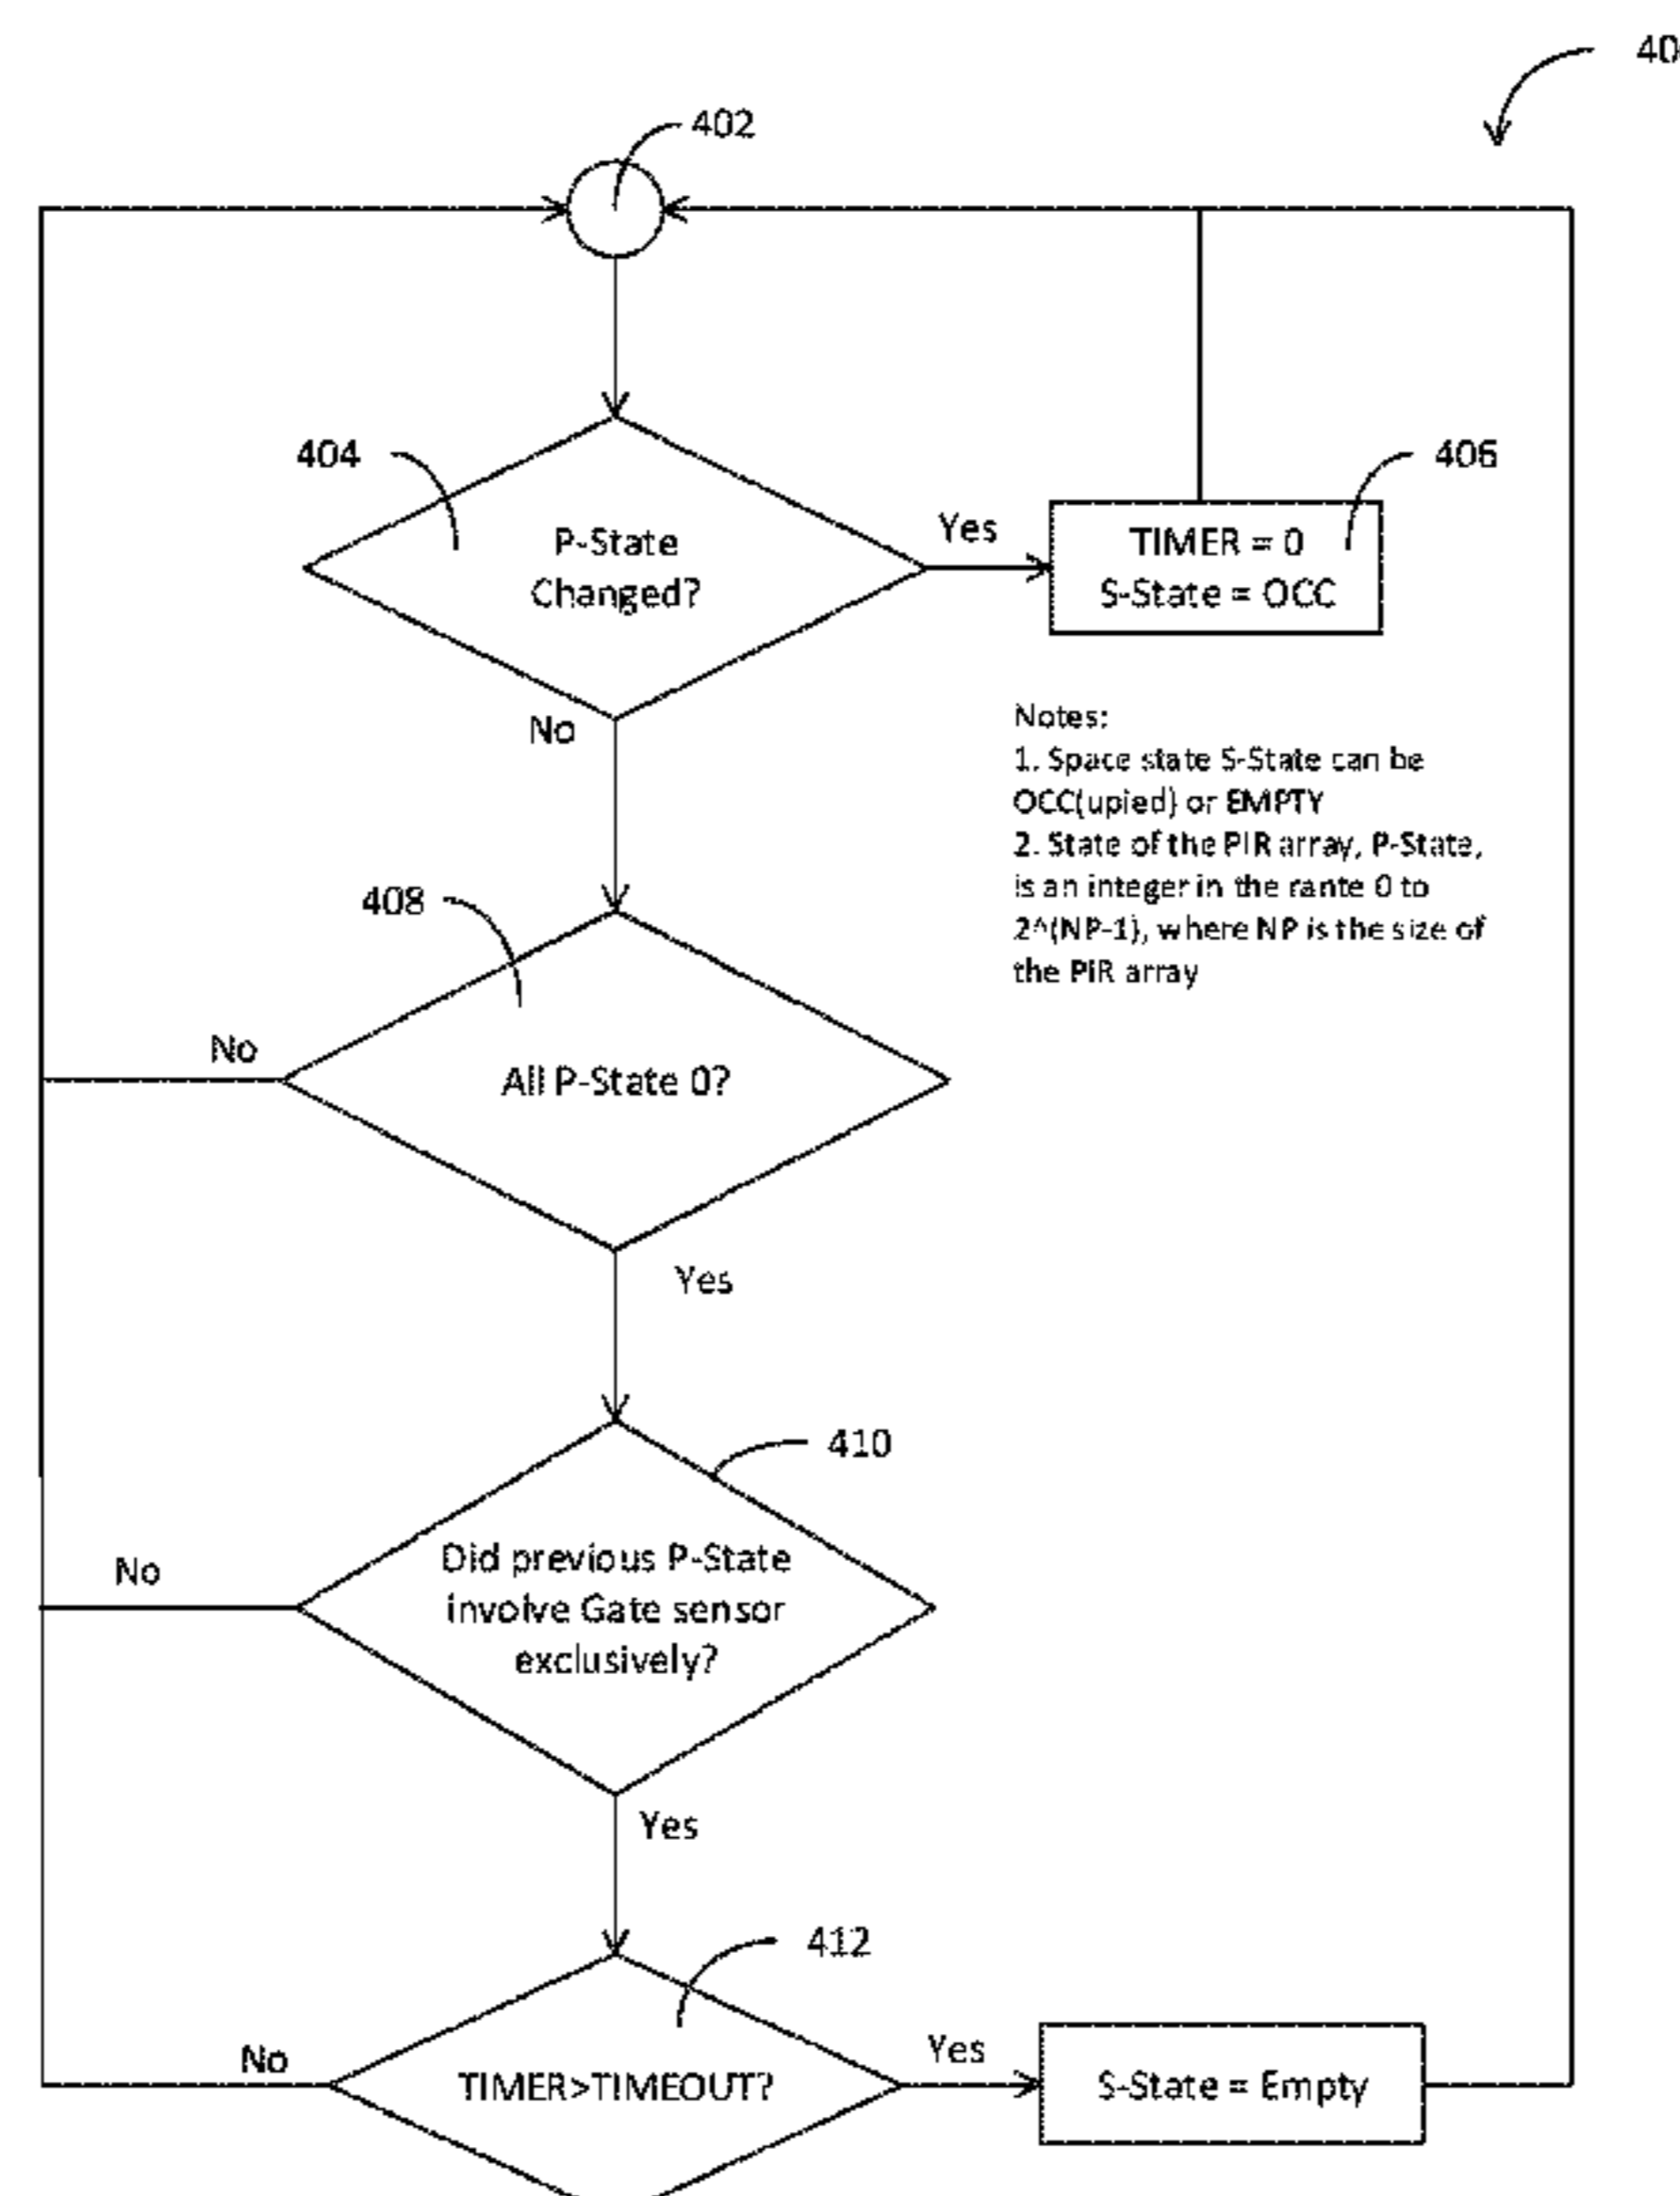 40
402
404
P-State
Changed?
Yes
406
TIMER = 0
S-State = OCC
No
Notes:
1. Space state S-State can be
OCC(upied) or EMPTY
2. State of the PIR array, P-State,
is an integer in the rante 0 to
2^(NP-1), where NP is the size of
the PIR array
408
No
All P-State 0?
Yes
410
No
Did previous P-State
involve Gate sensor
exclusively?
Yes
412
No
TIMER>TIMEOUT?
Yes
S-State = Empty